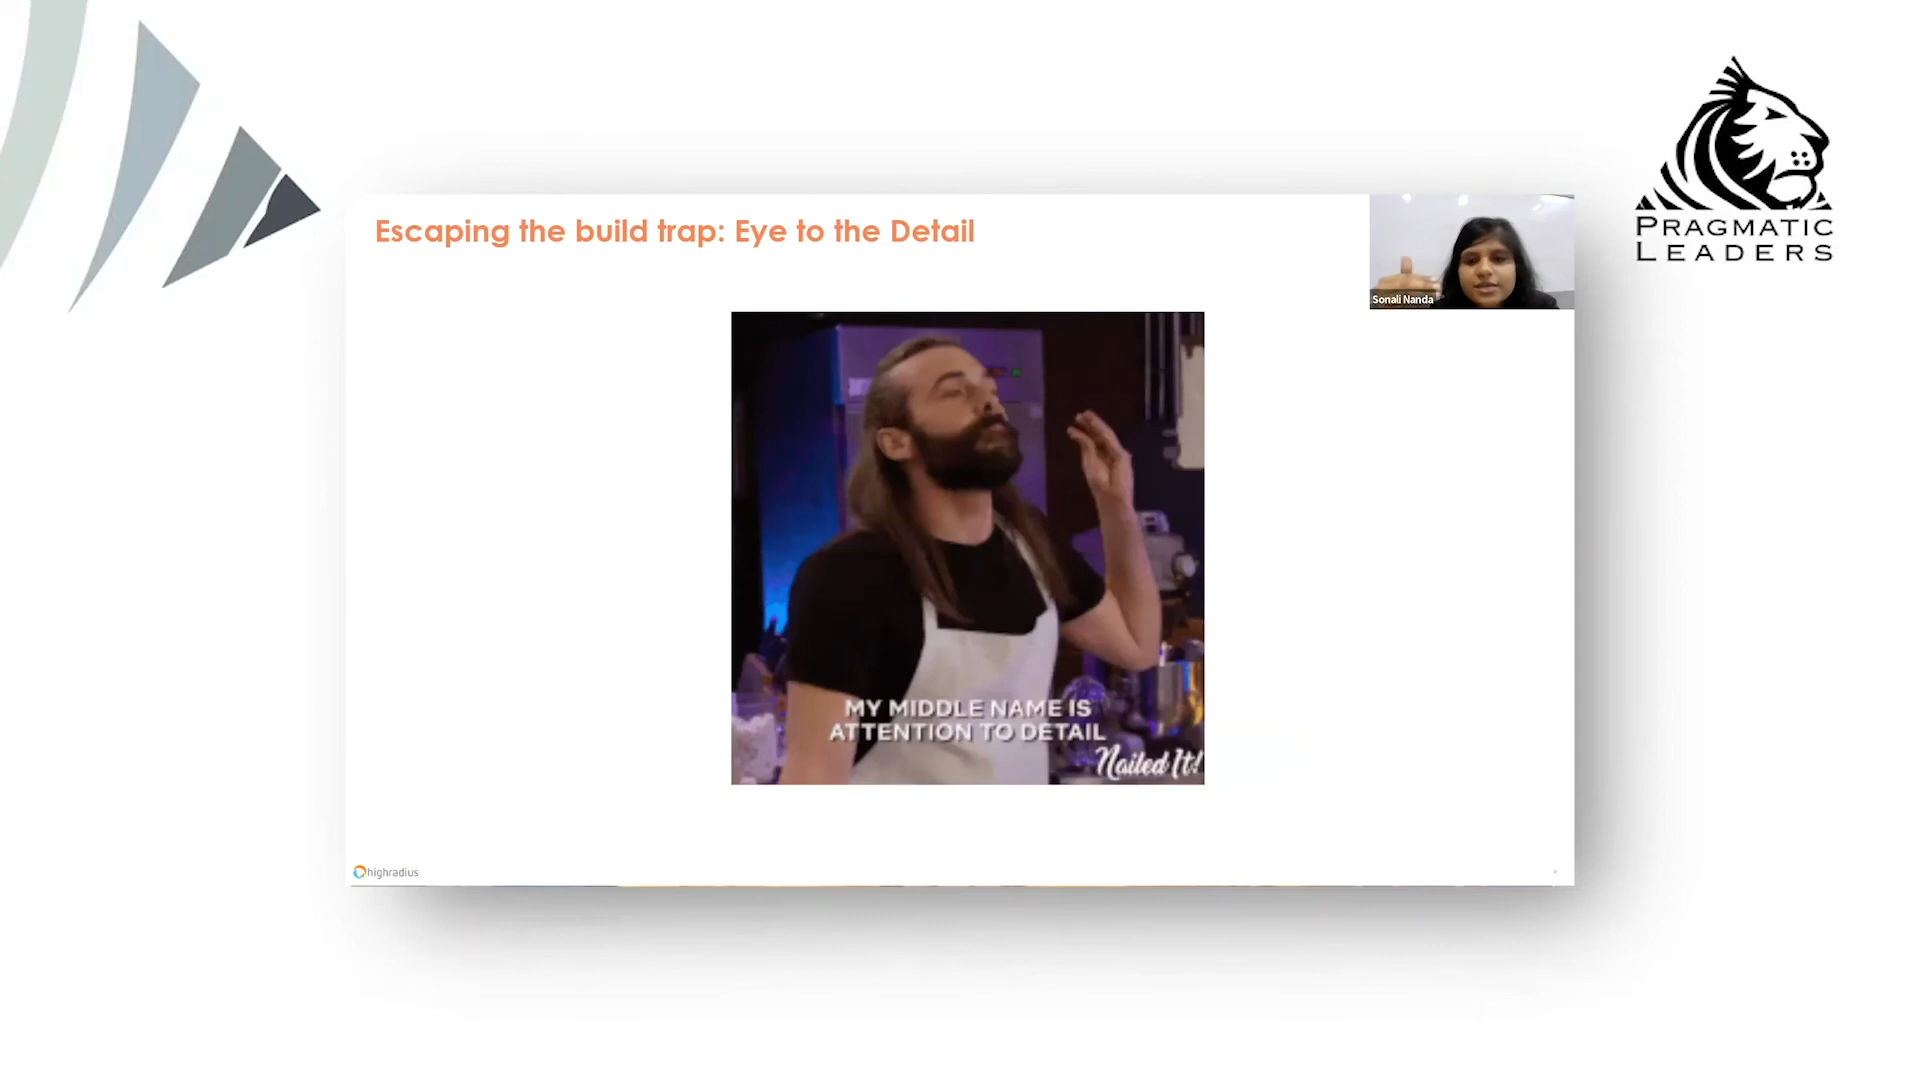 Escaping the build trap: Eye to the Detail
Sonali Nanda
PRAGMATIC
LEADERS
MY MIDDLE NAME IS
ATTENTION TO DETAIL
Nailed It!
highradius